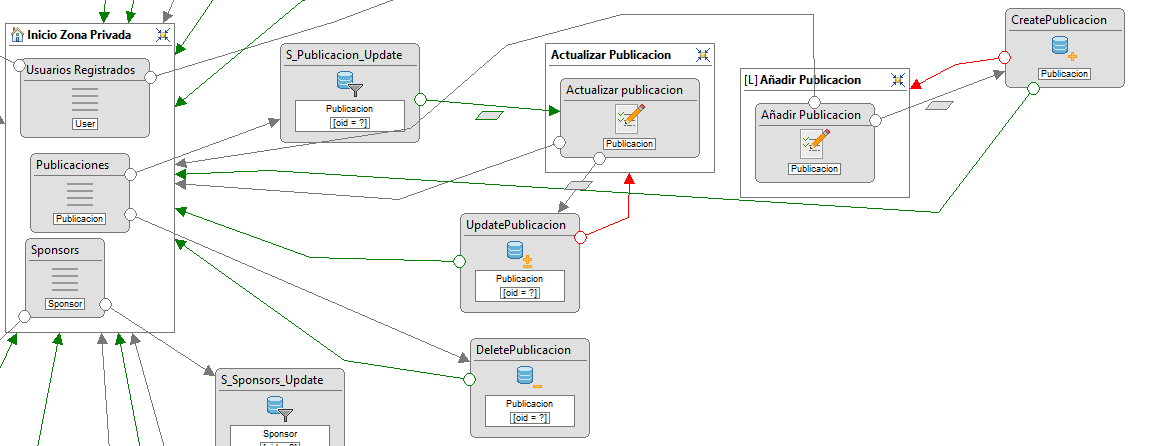 Inicio Zona Privada
Usuarios Registrados
User
Publicaciones
Publicacion
Sponsors
Sponsor
S_Publicacion_Update
Publicacion
[oid = ?]
Actualizar Publicacion
Actualizar publicacion
Publicacion
[L] Añadir Publicacion
Añadir Publicacion
Publicacion
CreatePublicacion
Publicacion
UpdatePublicacion
Publicacion
[oid = ?]
DeletePublicacion
Publicacion
[oid = ?]
S_Sponsors_Update
Sponsor